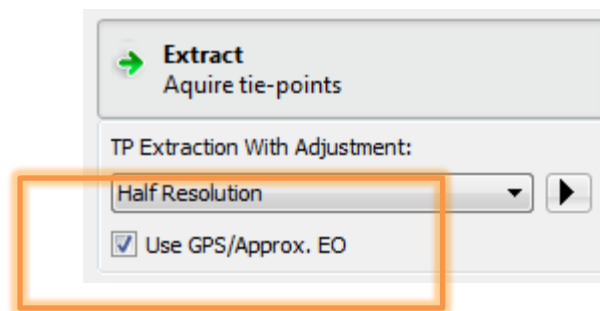 Extract
Aquire tie-points
TP Extraction With Adjustment:
Half Resolution
Use GPS/Approx. EO